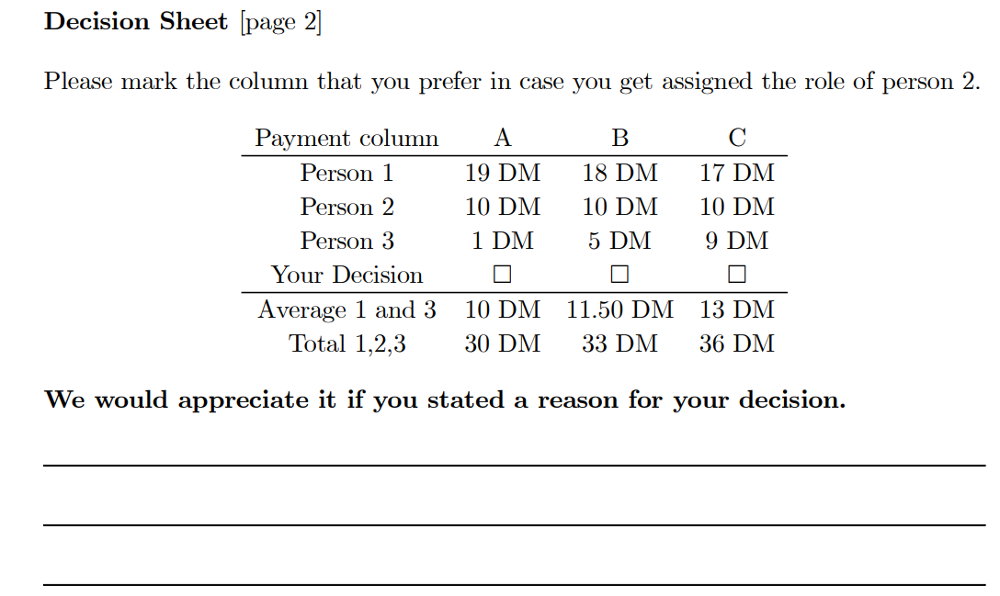 Decision Sheet [page 2]
Please mark the column that you prefer in case you get assigned the role of person 2.
Payment column A B C
Person 1 19 DM 18 DM 17 DM
Person 2 10 DM 10 DM 10 DM
Person 3 1 DM 5 DM 9 DM
Your Decision □ □ □
Average 1 and 3 10 DM 11.50 DM 13 DM
Total 1,2,3 30 DM 33 DM 36 DM
We would appreciate it if you stated a reason for your decision.